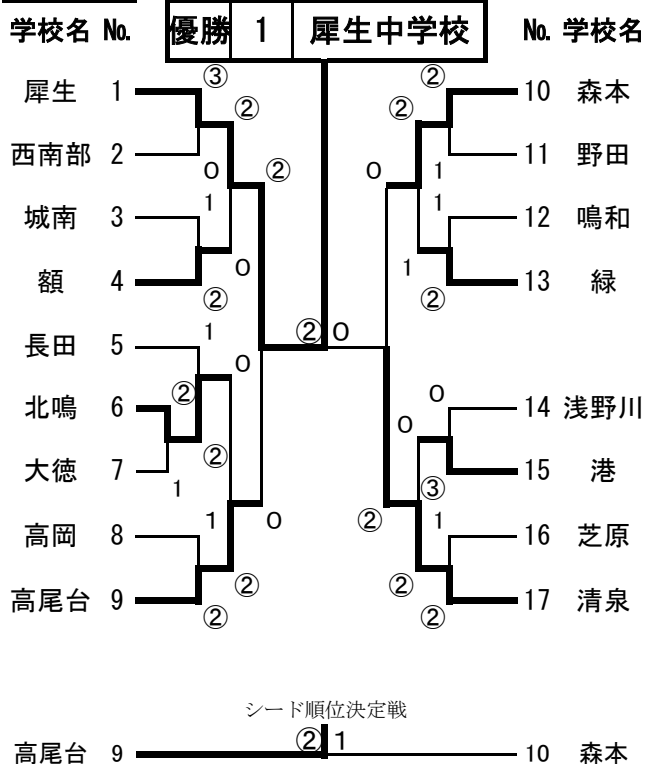 学校名 No. 優勝 1 犀生中学校 No. 学校名
③ ②
犀生 1 ② ② 10 森本
西南部 2 0 ② 0 1 11 野田
城南 3 1 1 12 鳴和
0 1
額 4 ② ② 13 緑
長田 5 1 ② 0
0
北鳴 6 ② 0 14 浅野川
0
大徳 7 1 ② ③ 15 港
高岡 8 1 0 ② 1 16 芝原
② ②
高尾台 9 ② ② 17 清泉
シード順位決定戦
② 1
高尾台 9 10 森本